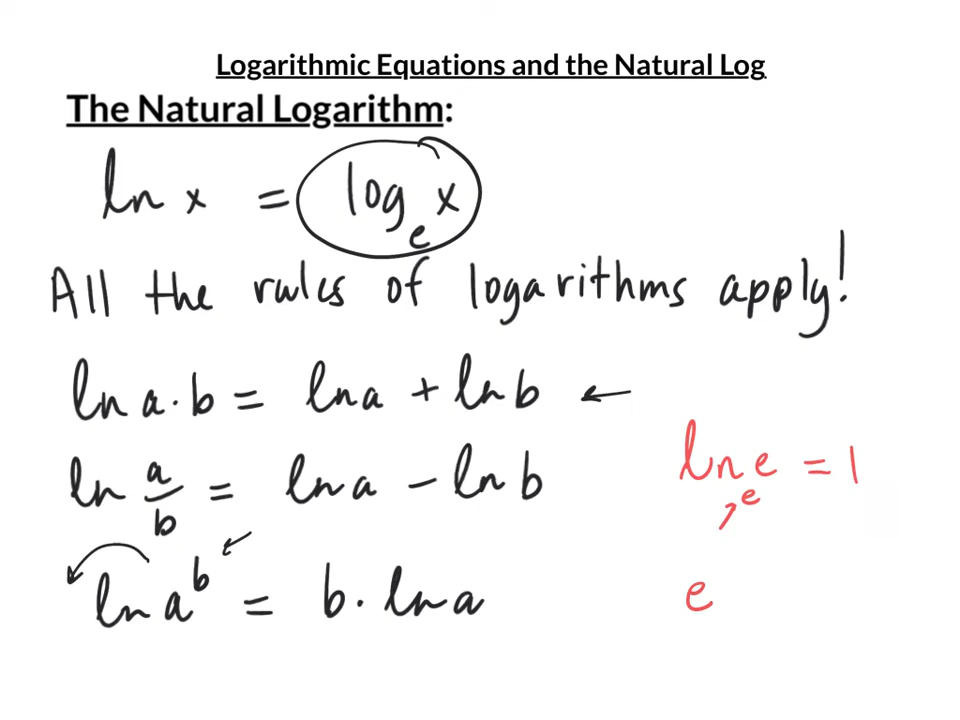 Logarithmic Equations and the Natural Log
The Natural Logarithm:
ln x = log_e x
All the rules of logarithms apply!
ln a · b = ln a + ln b ←
ln a/b = ln a − ln b
ln e = 1
e
ln a^b = b · ln a
e